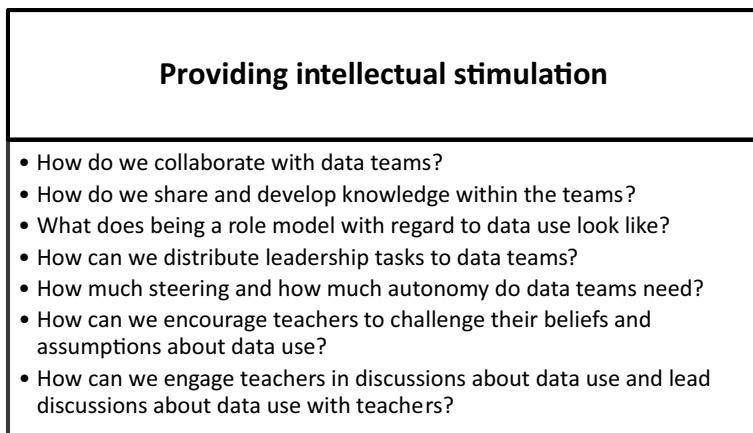 Providing intellectual stimulation
• How do we collaborate with data teams?
• How do we share and develop knowledge within the teams?
• What does being a role model with regard to data use look like?
• How can we distribute leadership tasks to data teams?
• How much steering and how much autonomy do data teams need?
• How can we encourage teachers to challenge their beliefs and
assumptions about data use?
• How can we engage teachers in discussions about data use and lead
discussions about data use with teachers?